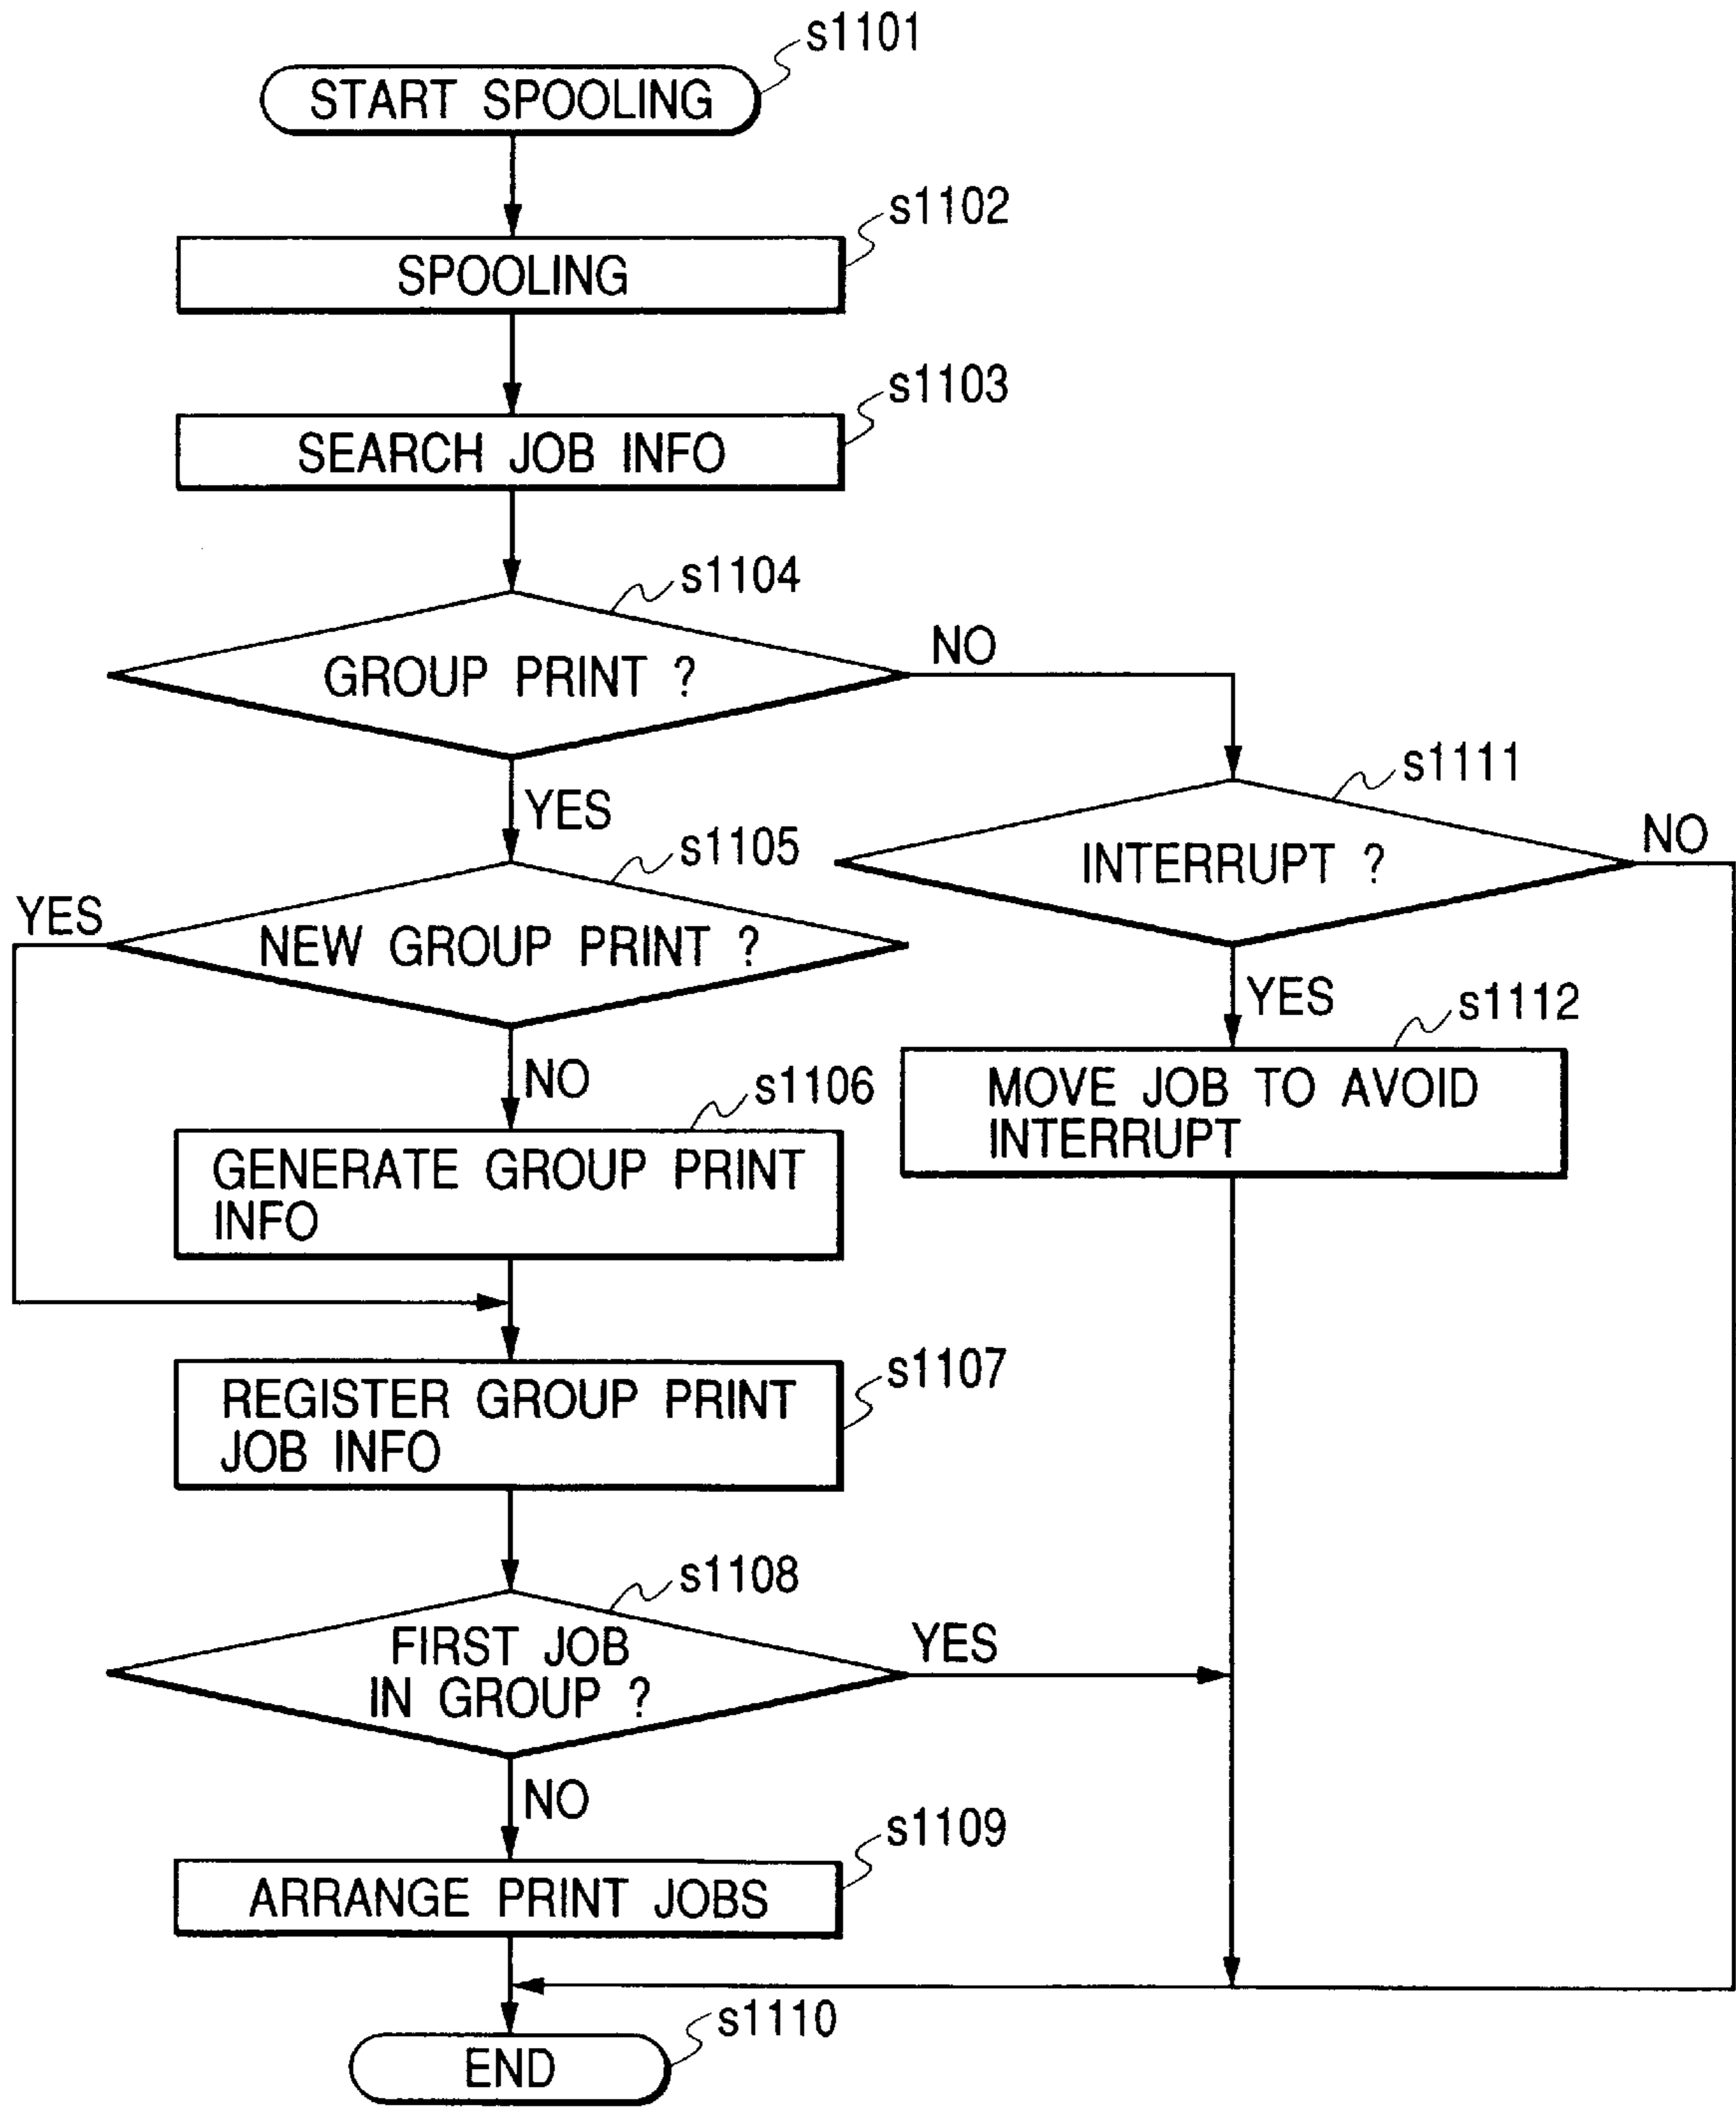 s1101
START SPOOLING
s1102
SPOOLING
s1103
SEARCH JOB INFO
s1104
GROUP PRINT ?
NO
YES
s1111
INTERRUPT ?
NO
s1105
YES
NEW GROUP PRINT ?
YES
s1112
MOVE JOB TO AVOID
INTERRUPT
NO
s1106
GENERATE GROUP PRINT
INFO
s1107
REGISTER GROUP PRINT
JOB INFO
s1108
FIRST JOB
IN GROUP ?
YES
NO
s1109
ARRANGE PRINT JOBS
s1110
END